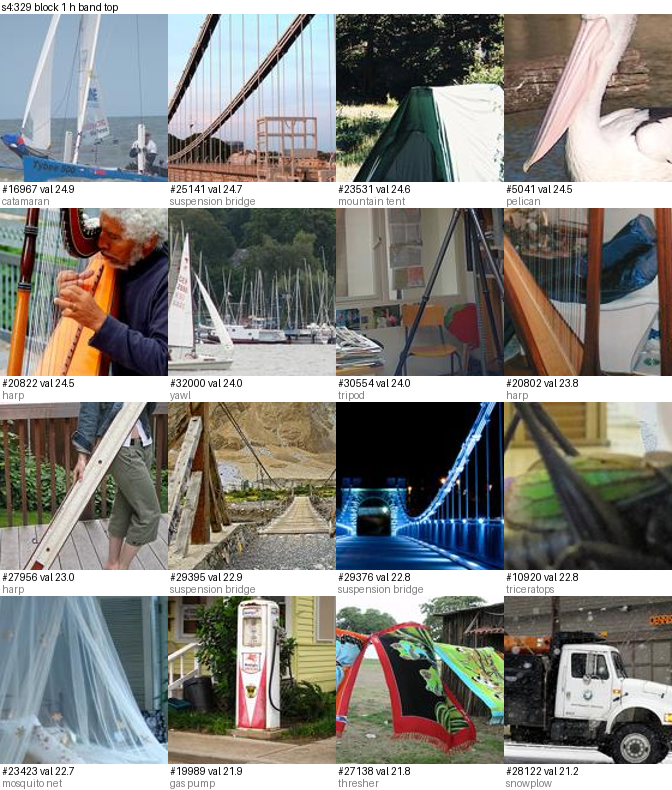 s4:329 block 1 h band top
#16967 val 24.9
catamaran
#25141 val 24.7
suspension bridge
#23531 val 24.6
mountain tent
#5041 val 24.5
pelican
Tybee 500
#20822 val 24.5
harp
#32000 val 24.0
yawl
#30554 val 24.0
tripod
#20802 val 23.8
harp
#27956 val 23.0
harp
#29395 val 22.9
suspension bridge
#29376 val 22.8
suspension bridge
#10920 val 22.8
triceratops
#23423 val 22.7
mosquito net
#19989 val 21.9
gas pump
#27138 val 21.8
thresher
#28122 val 21.2
snowplow